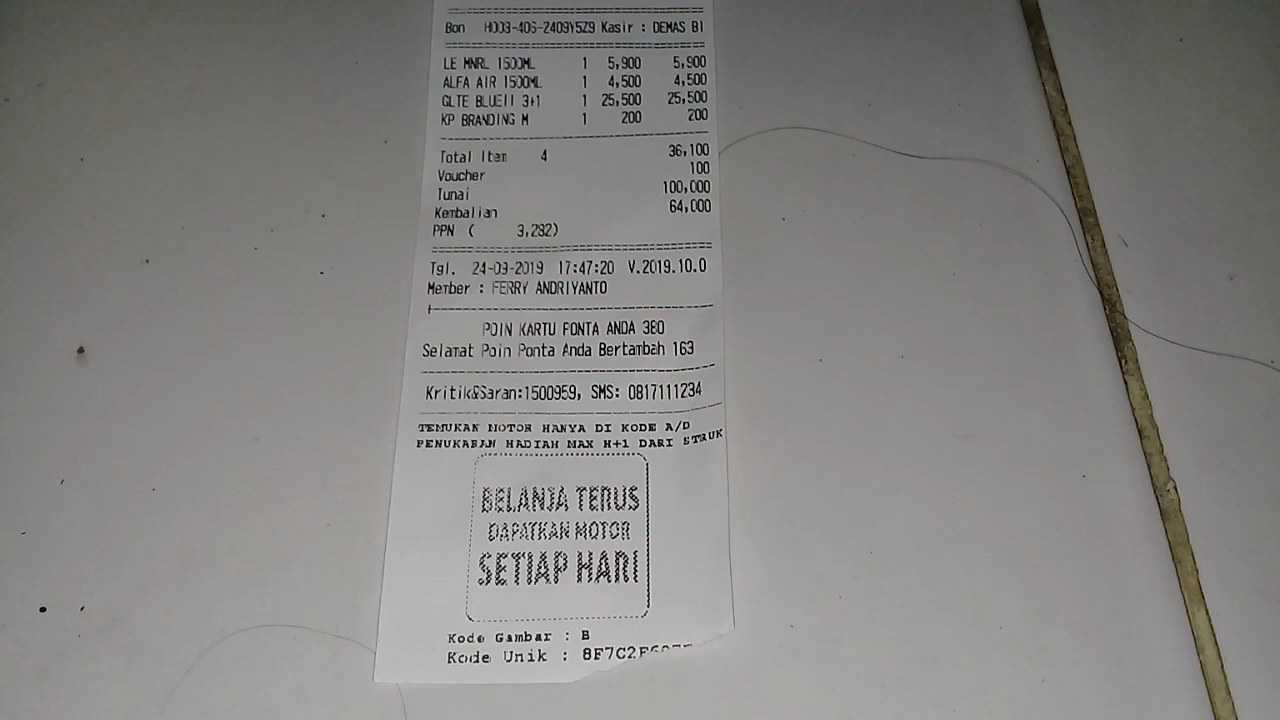 Bon H003-406-2409Y5Z9 Kasir : DEMAS BI
LE MNRL 1500ML 1 5,900 5,900
ALFA AIR 1500ML 1 4,500 4,500
GLTE BLUEII 3+1 1 25,500 25,500
KP BRANDING M 1 200 200
Total Item 4 36,100
Voucher 100
Tunai 100,000
Kembalian 64,000
PPN ( 3,282)
Tgl. 24-09-2019 17:47:20 V.2019.10.0
Member : FERRY ANDRIYANTO
POIN KARTU PONTA ANDA 380
Selamat Poin Ponta Anda Bertambah 163
Kritik&Saran:1500959, SMS: 0817111234
TEMUKAN MOTOR HANYA DI KODE A/D
PENUKARAN HADIAH MAX H+1 DARI STRUK
BELANJA TERUS
DAPATKAN MOTOR
SETIAP HARI
Kode Gambar : B
Kode Unik :